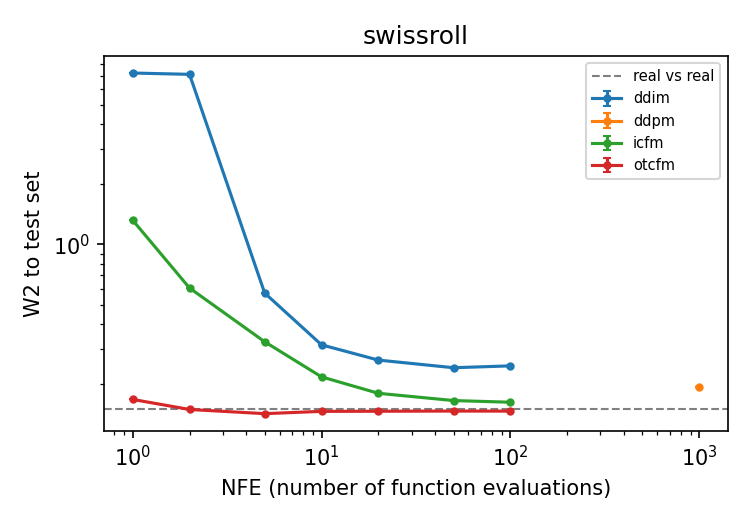 swissroll
real vs real
ddim
ddpm
icfm
otcfm
W2 to test set
10⁰
10⁰
10¹
10²
10³
NFE (number of function evaluations)